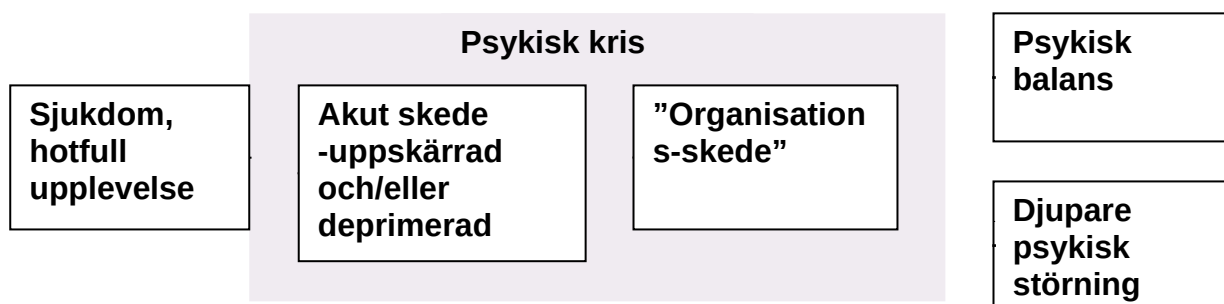 Psykisk kris
Sjukdom,
hotfull
upplevelse
Akut skede
-uppskärrad
och/eller
deprimerad
”Organisation
s-skede”
Psykisk
balans
Djupare
psykisk
störning